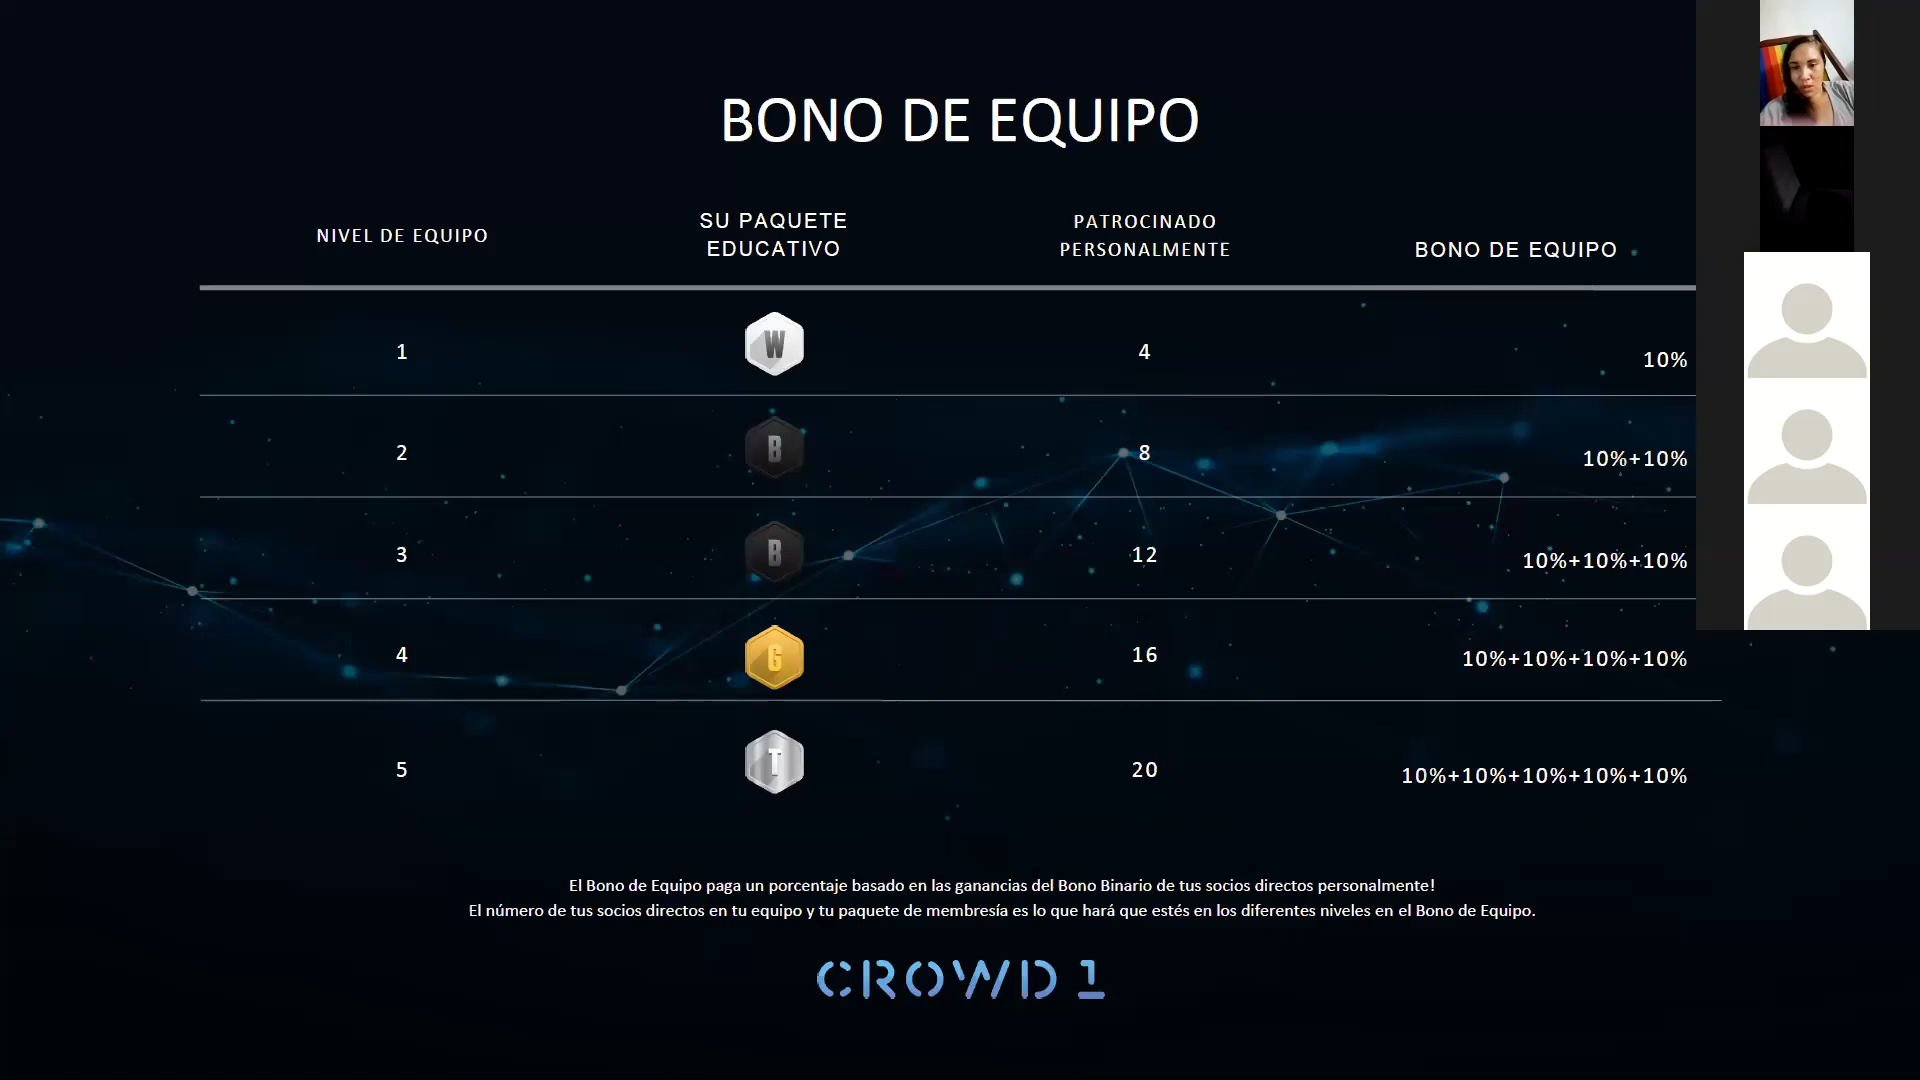 BONO DE EQUIPO
NIVEL DE EQUIPO
SU PAQUETE
EDUCATIVO
PATROCINADO
PERSONALMENTE
BONO DE EQUIPO
1 W 4 10%
2 B 8 10%+10%
3 B 12 10%+10%+10%
4 G 16 10%+10%+10%+10%
5 T 20 10%+10%+10%+10%+10%
El Bono de Equipo paga un porcentaje basado en las ganancias del Bono Binario de tus socios directos personalmente!
El número de tus socios directos en tu equipo y tu paquete de membresía es lo que hará que estés en los diferentes niveles en el Bono de Equipo.
CROWD 1